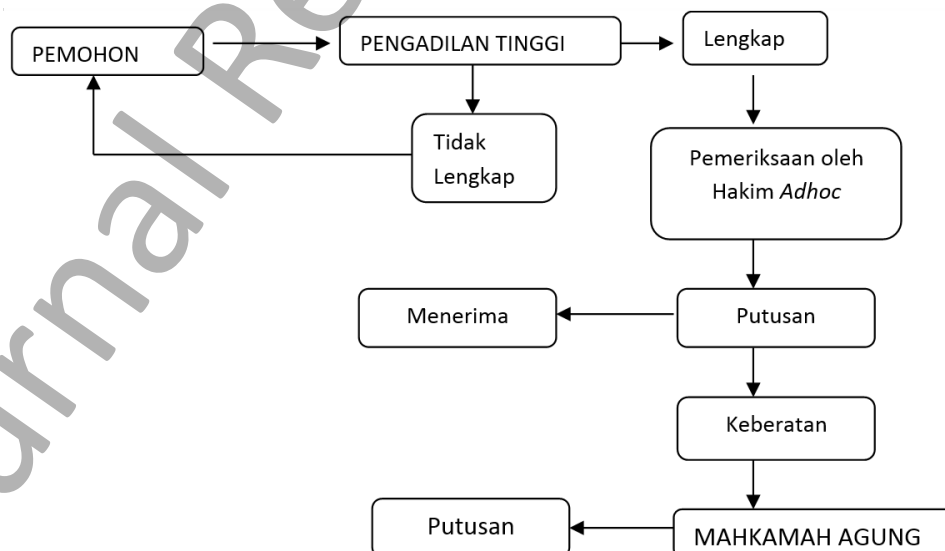 PEMOHON
PENGADILAN TINGGI
Lengkap
Tidak
Lengkap
Pemeriksaan oleh
Hakim Adhoc
Menerima
Putusan
Keberatan
Putusan
MAHKAMAH AGUNG